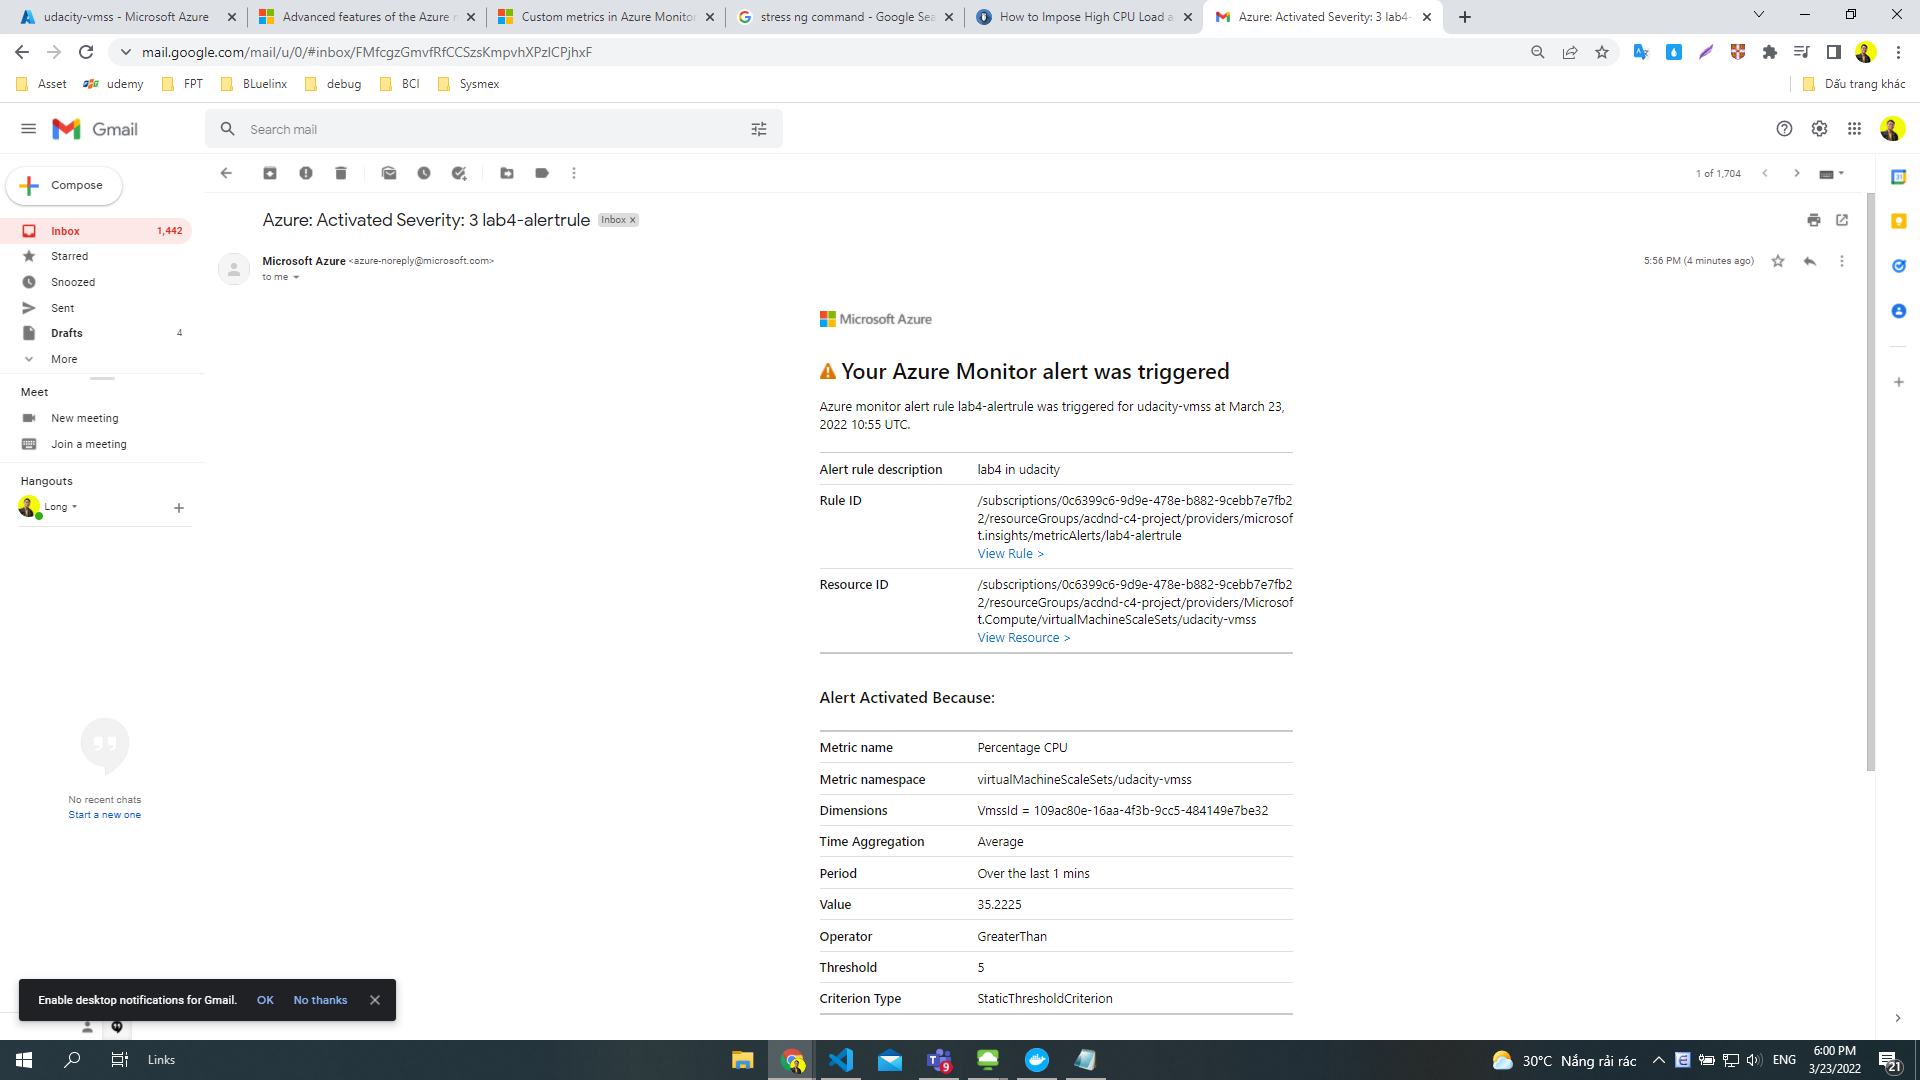 udacity-vmss - Microsoft Azure
Advanced features of the Azure m
Custom metrics in Azure Monitor
stress ng command - Google Sea
How to Impose High CPU Load a
Azure: Activated Severity: 3 lab4-
mail.google.com/mail/u/0/#inbox/FMfcgzGmvfRfCCSzsKmpvhXPzlCPjhxF
Asset
udemy
FPT
BLuelinx
debug
BCI
Sysmex
Dấu trang khác
Gmail
Search mail
Compose
1 of 1,704
Inbox 1,442
Starred
Snoozed
Sent
Drafts 4
More
Meet
New meeting
Join a meeting
Hangouts
Long
No recent chats
Start a new one
Azure: Activated Severity: 3 lab4-alertrule
Inbox
Microsoft Azure <azure-noreply@microsoft.com>
to me
5:56 PM (4 minutes ago)
Microsoft Azure
Your Azure Monitor alert was triggered
Azure monitor alert rule lab4-alertrule was triggered for udacity-vmss at March 23,
2022 10:55 UTC.
Alert rule description lab4 in udacity
Rule ID /subscriptions/0c6399c6-9d9e-478e-b882-9cebb7e7fb2
2/resourceGroups/acdnd-c4-project/providers/microsof
t.insights/metricAlerts/lab4-alertrule
View Rule >
Resource ID /subscriptions/0c6399c6-9d9e-478e-b882-9cebb7e7fb2
2/resourceGroups/acdnd-c4-project/providers/Microsof
t.Compute/virtualMachineScaleSets/udacity-vmss
View Resource >
Alert Activated Because:
Metric name Percentage CPU
Metric namespace virtualMachineScaleSets/udacity-vmss
Dimensions VmssId = 109ac80e-16aa-4f3b-9cc5-484149e7be32
Time Aggregation Average
Period Over the last 1 mins
Value 35.2225
Operator GreaterThan
Threshold 5
Criterion Type StaticThresholdCriterion
Enable desktop notifications for Gmail. OK No thanks
Links
9
30°C Nắng rải rác
ENG
6:00 PM
3/23/2022
21